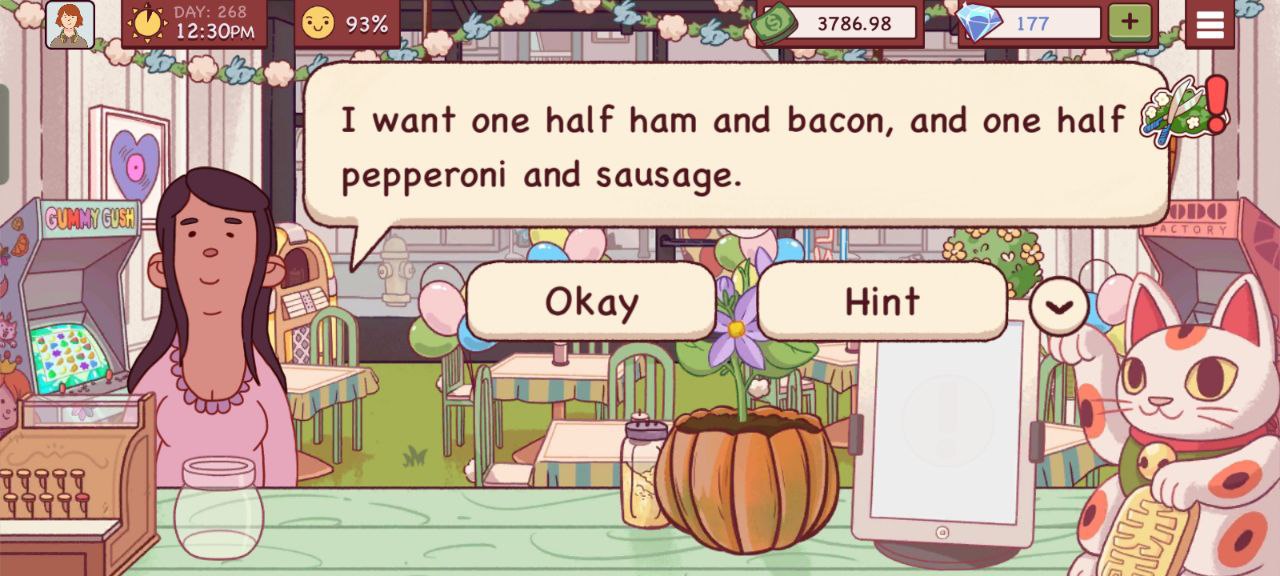 DAY: 268
12:30PM
93%
3786.98
177
+
I want one half ham and bacon, and one half
pepperoni and sausage.
GUMMY GUSH
FACTORY
Okay
Hint